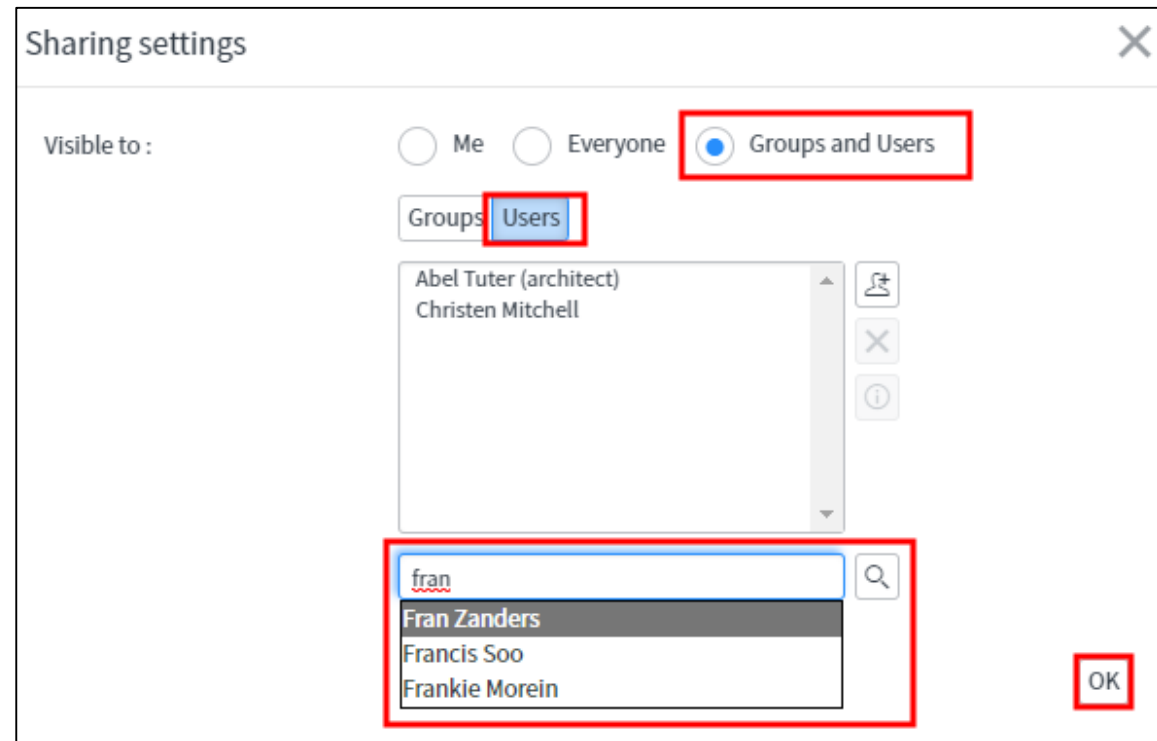 Sharing settings
Visible to :
Me
Everyone
Groups and Users
Groups
Users
Abel Tuter (architect)
Christen Mitchell
fran
Fran Zanders
Francis Soo
Frankie Morein
OK